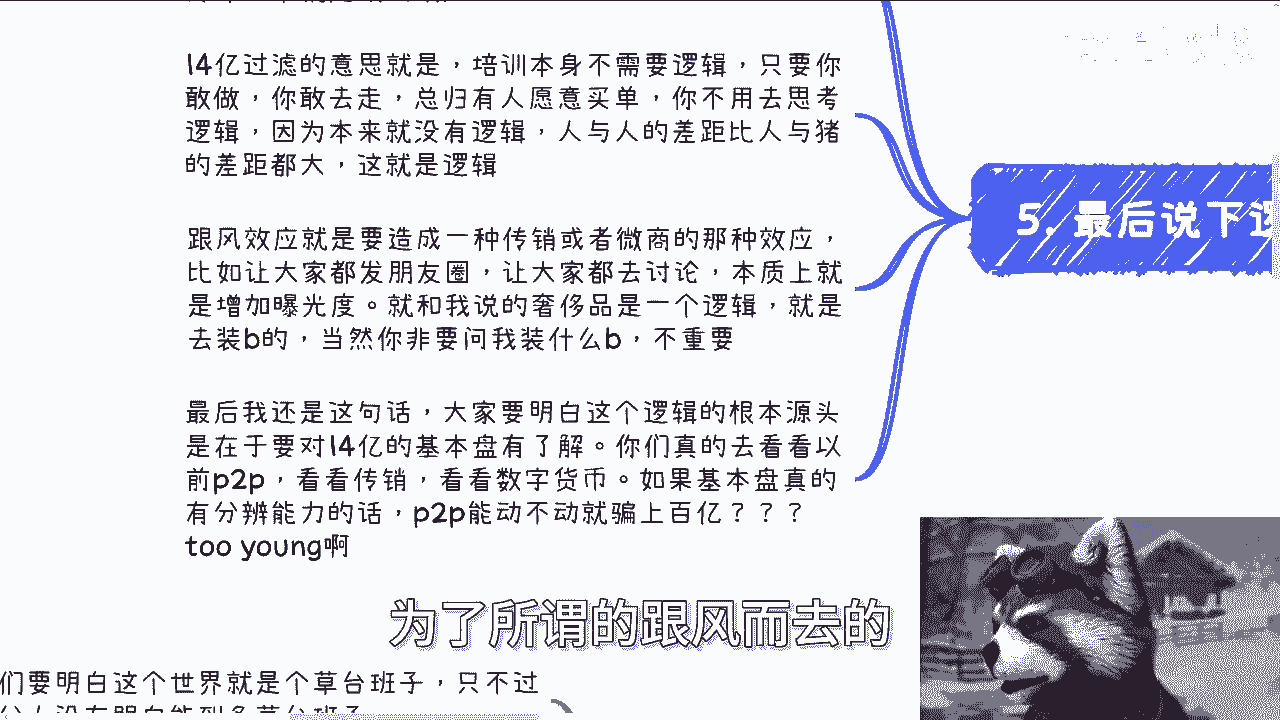 14亿过滤的意思就是，培训本身不需要逻辑，只要你
敢做，你敢去走，总归有人愿意买单，你不用去思考
逻辑，因为本来就没有逻辑，人与人的差距比人与猪
的差距都大，这就是逻辑
跟风效应就是要造成一种传销或者微商的那种效应，
比如让大家都发朋友圈，让大家都去讨论，本质上就
是增加曝光度。就和我说的奢侈品是一个逻辑，就是
去装b的，当然你非要问我装什么b，不重要
最后我还是这句话，大家要明白这个逻辑的根本源头
是在于要对14亿的基本盘有了解。你们真的去看看以
前p2p，看看传销，看看数字货币。如果基本盘真的
有分辨能力的话，p2p能动不动就骗上百亿？？？
too young啊
5. 最后说下逻
为了所谓的跟风而去的
们要明白这个世界就是个草台班子，只不过